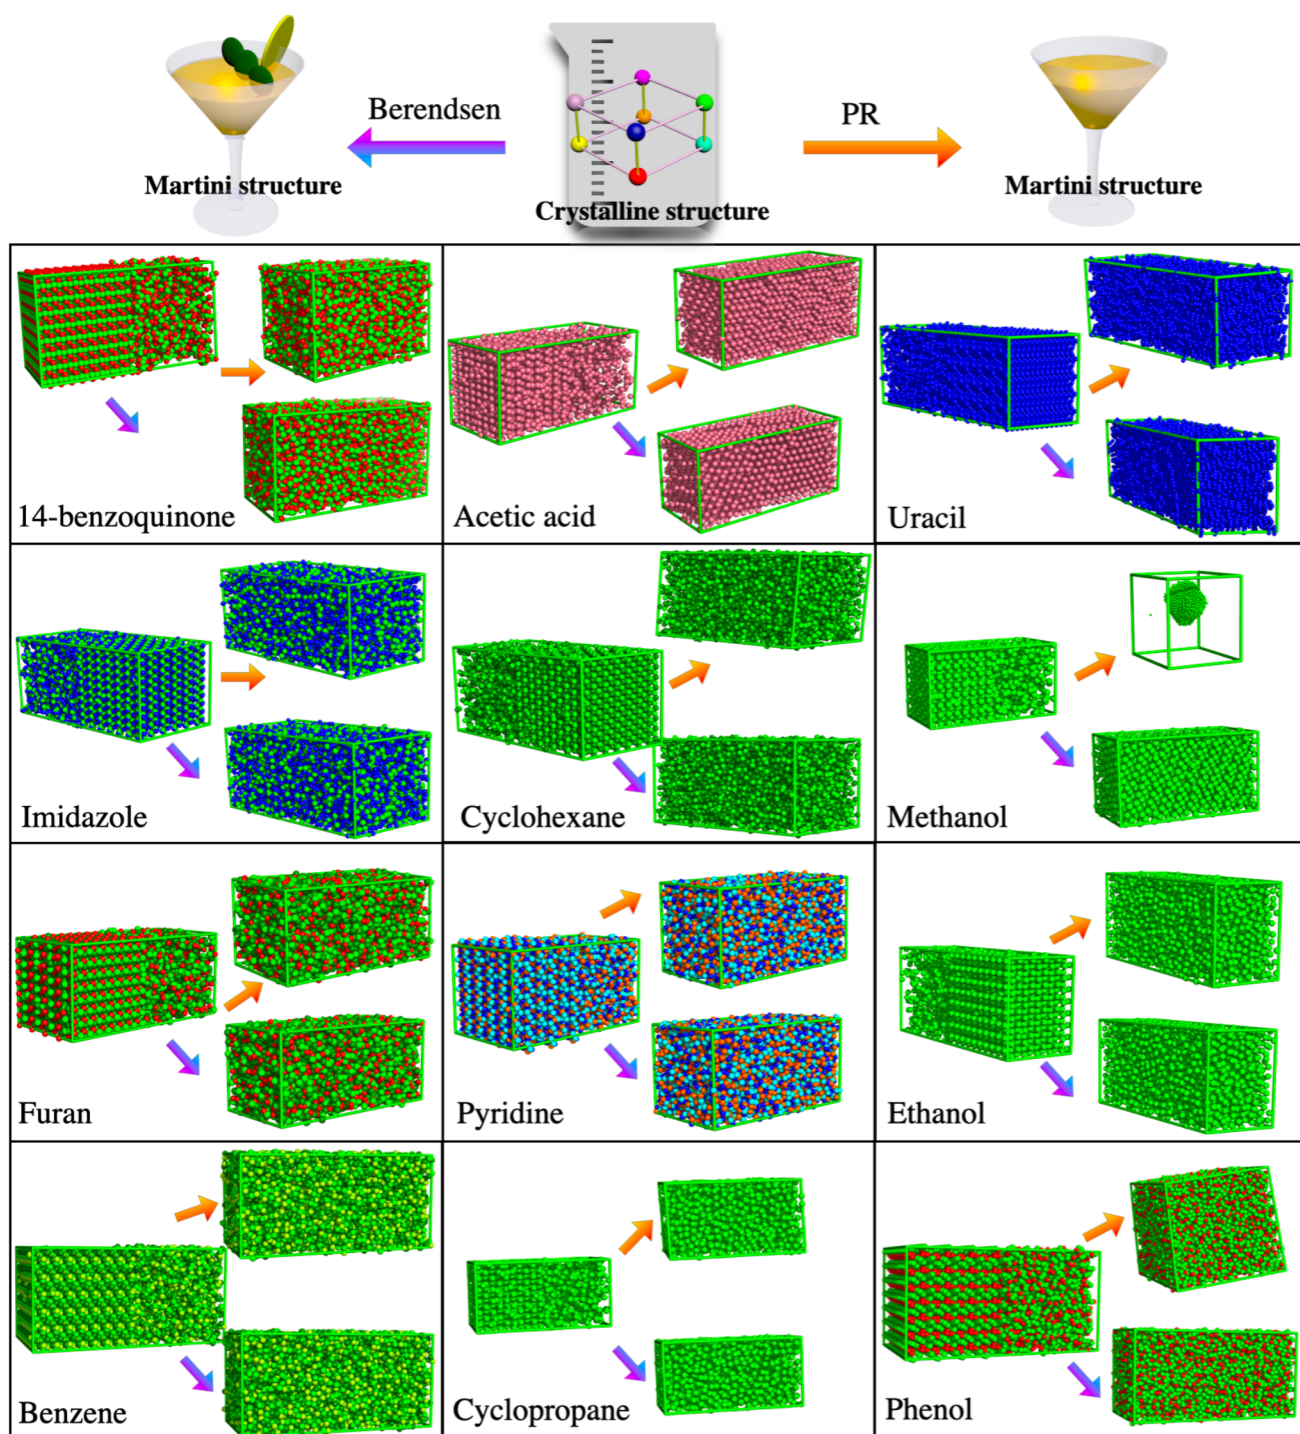 Berendsen
PR
Martini structure
Crystalline structure
Martini structure
14-benzoquinone
Acetic acid
Uracil
Imidazole
Cyclohexane
Methanol
Furan
Pyridine
Ethanol
Benzene
Cyclopropane
Phenol